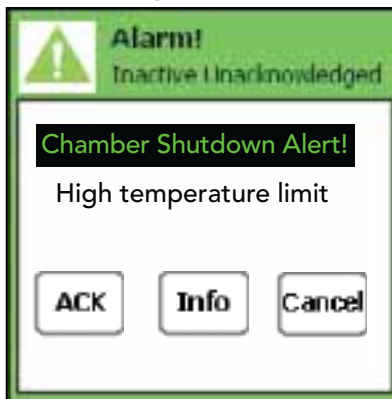 Alarm!
Inactive Unacknowledged
Chamber Shutdown Alert!
High temperature limit
ACK Info Cancel